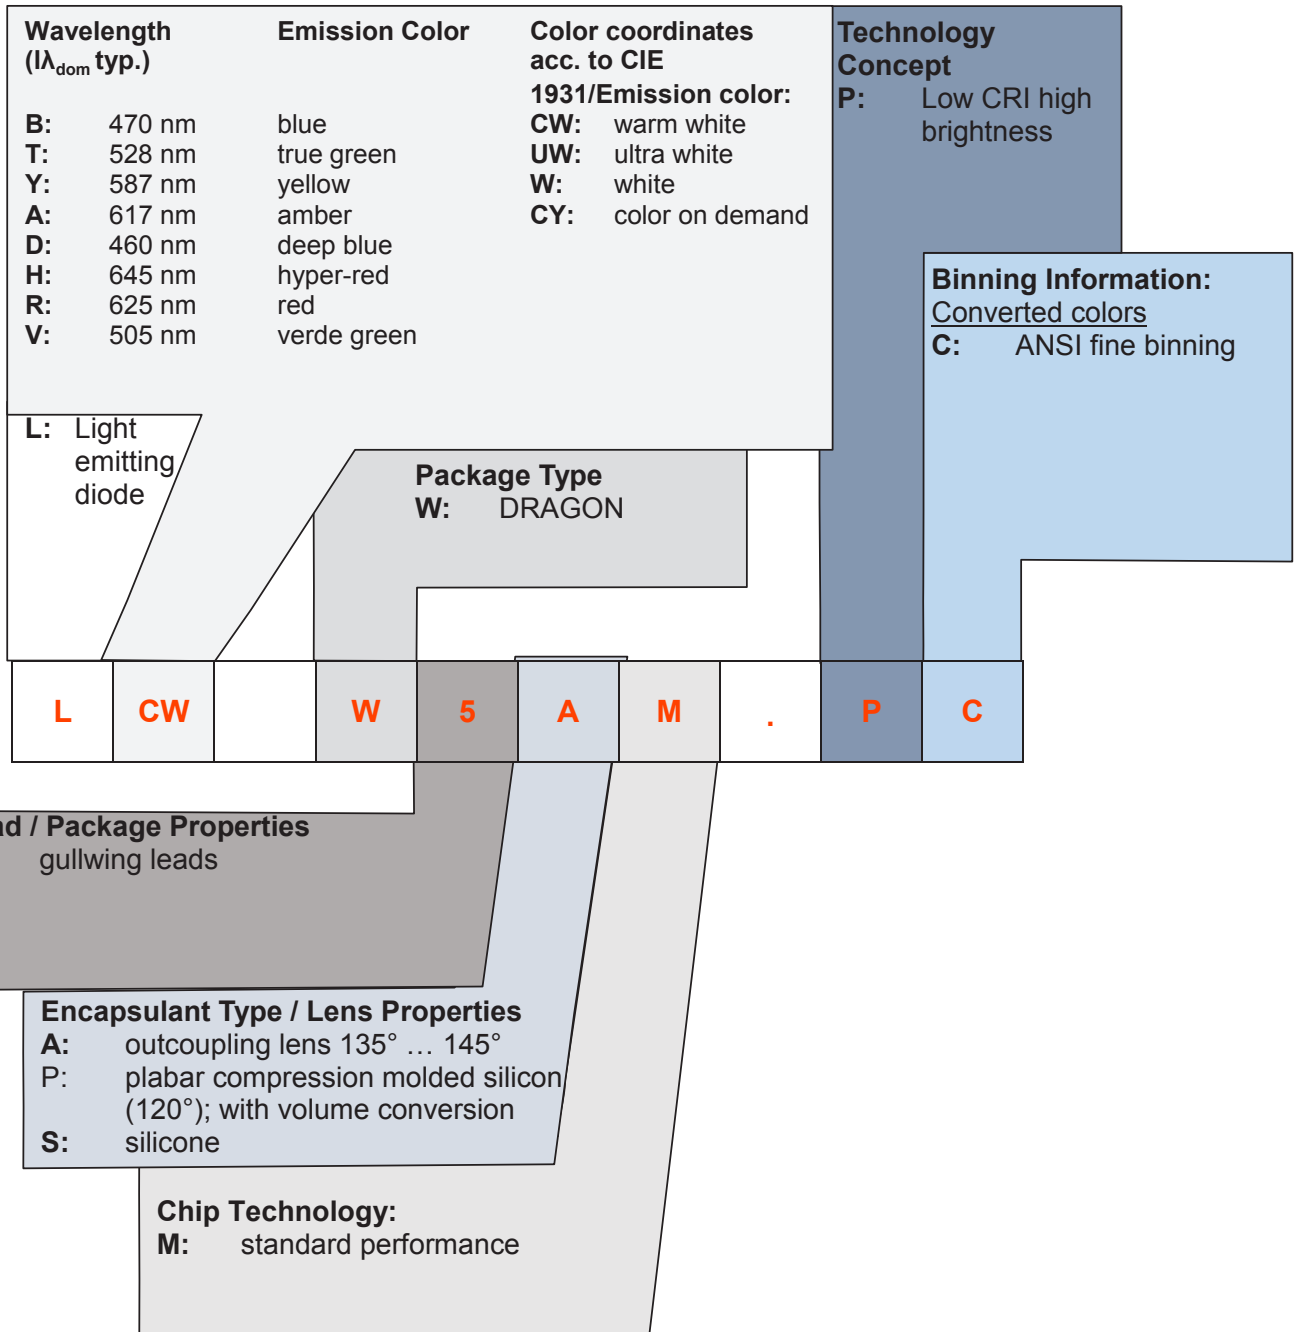 Wavelength Emission Color Color coordinates
(lλdom typ.) acc. to CIE
1931/Emission color:
B: 470 nm blue CW: warm white
T: 528 nm true green UW: ultra white
Y: 587 nm yellow W: white
A: 617 nm amber CY: color on demand
D: 460 nm deep blue
H: 645 nm hyper-red
R: 625 nm red
V: 505 nm verde green
Technology
Concept
P: Low CRI high
brightness
Binning Information:
Converted colors
C: ANSI fine binning
L: Light
emitting
diode
Package Type
W: DRAGON
L CW W 5 A M . P C
ad / Package Properties
gullwing leads
Encapsulant Type / Lens Properties
A: outcoupling lens 135° … 145°
P: plabar compression molded silicon
(120°); with volume conversion
S: silicone
Chip Technology:
M: standard performance